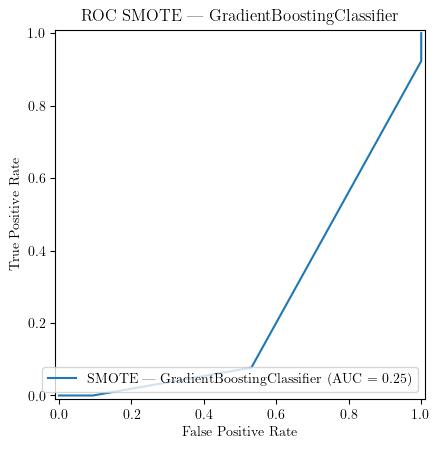 ROC SMOTE — GradientBoostingClassifier
1.0
0.8
0.6
0.4
0.2
0.0
True Positive Rate
SMOTE — GradientBoostingClassifier (AUC = 0.25)
0.0 0.2 0.4 0.6 0.8 1.0
False Positive Rate